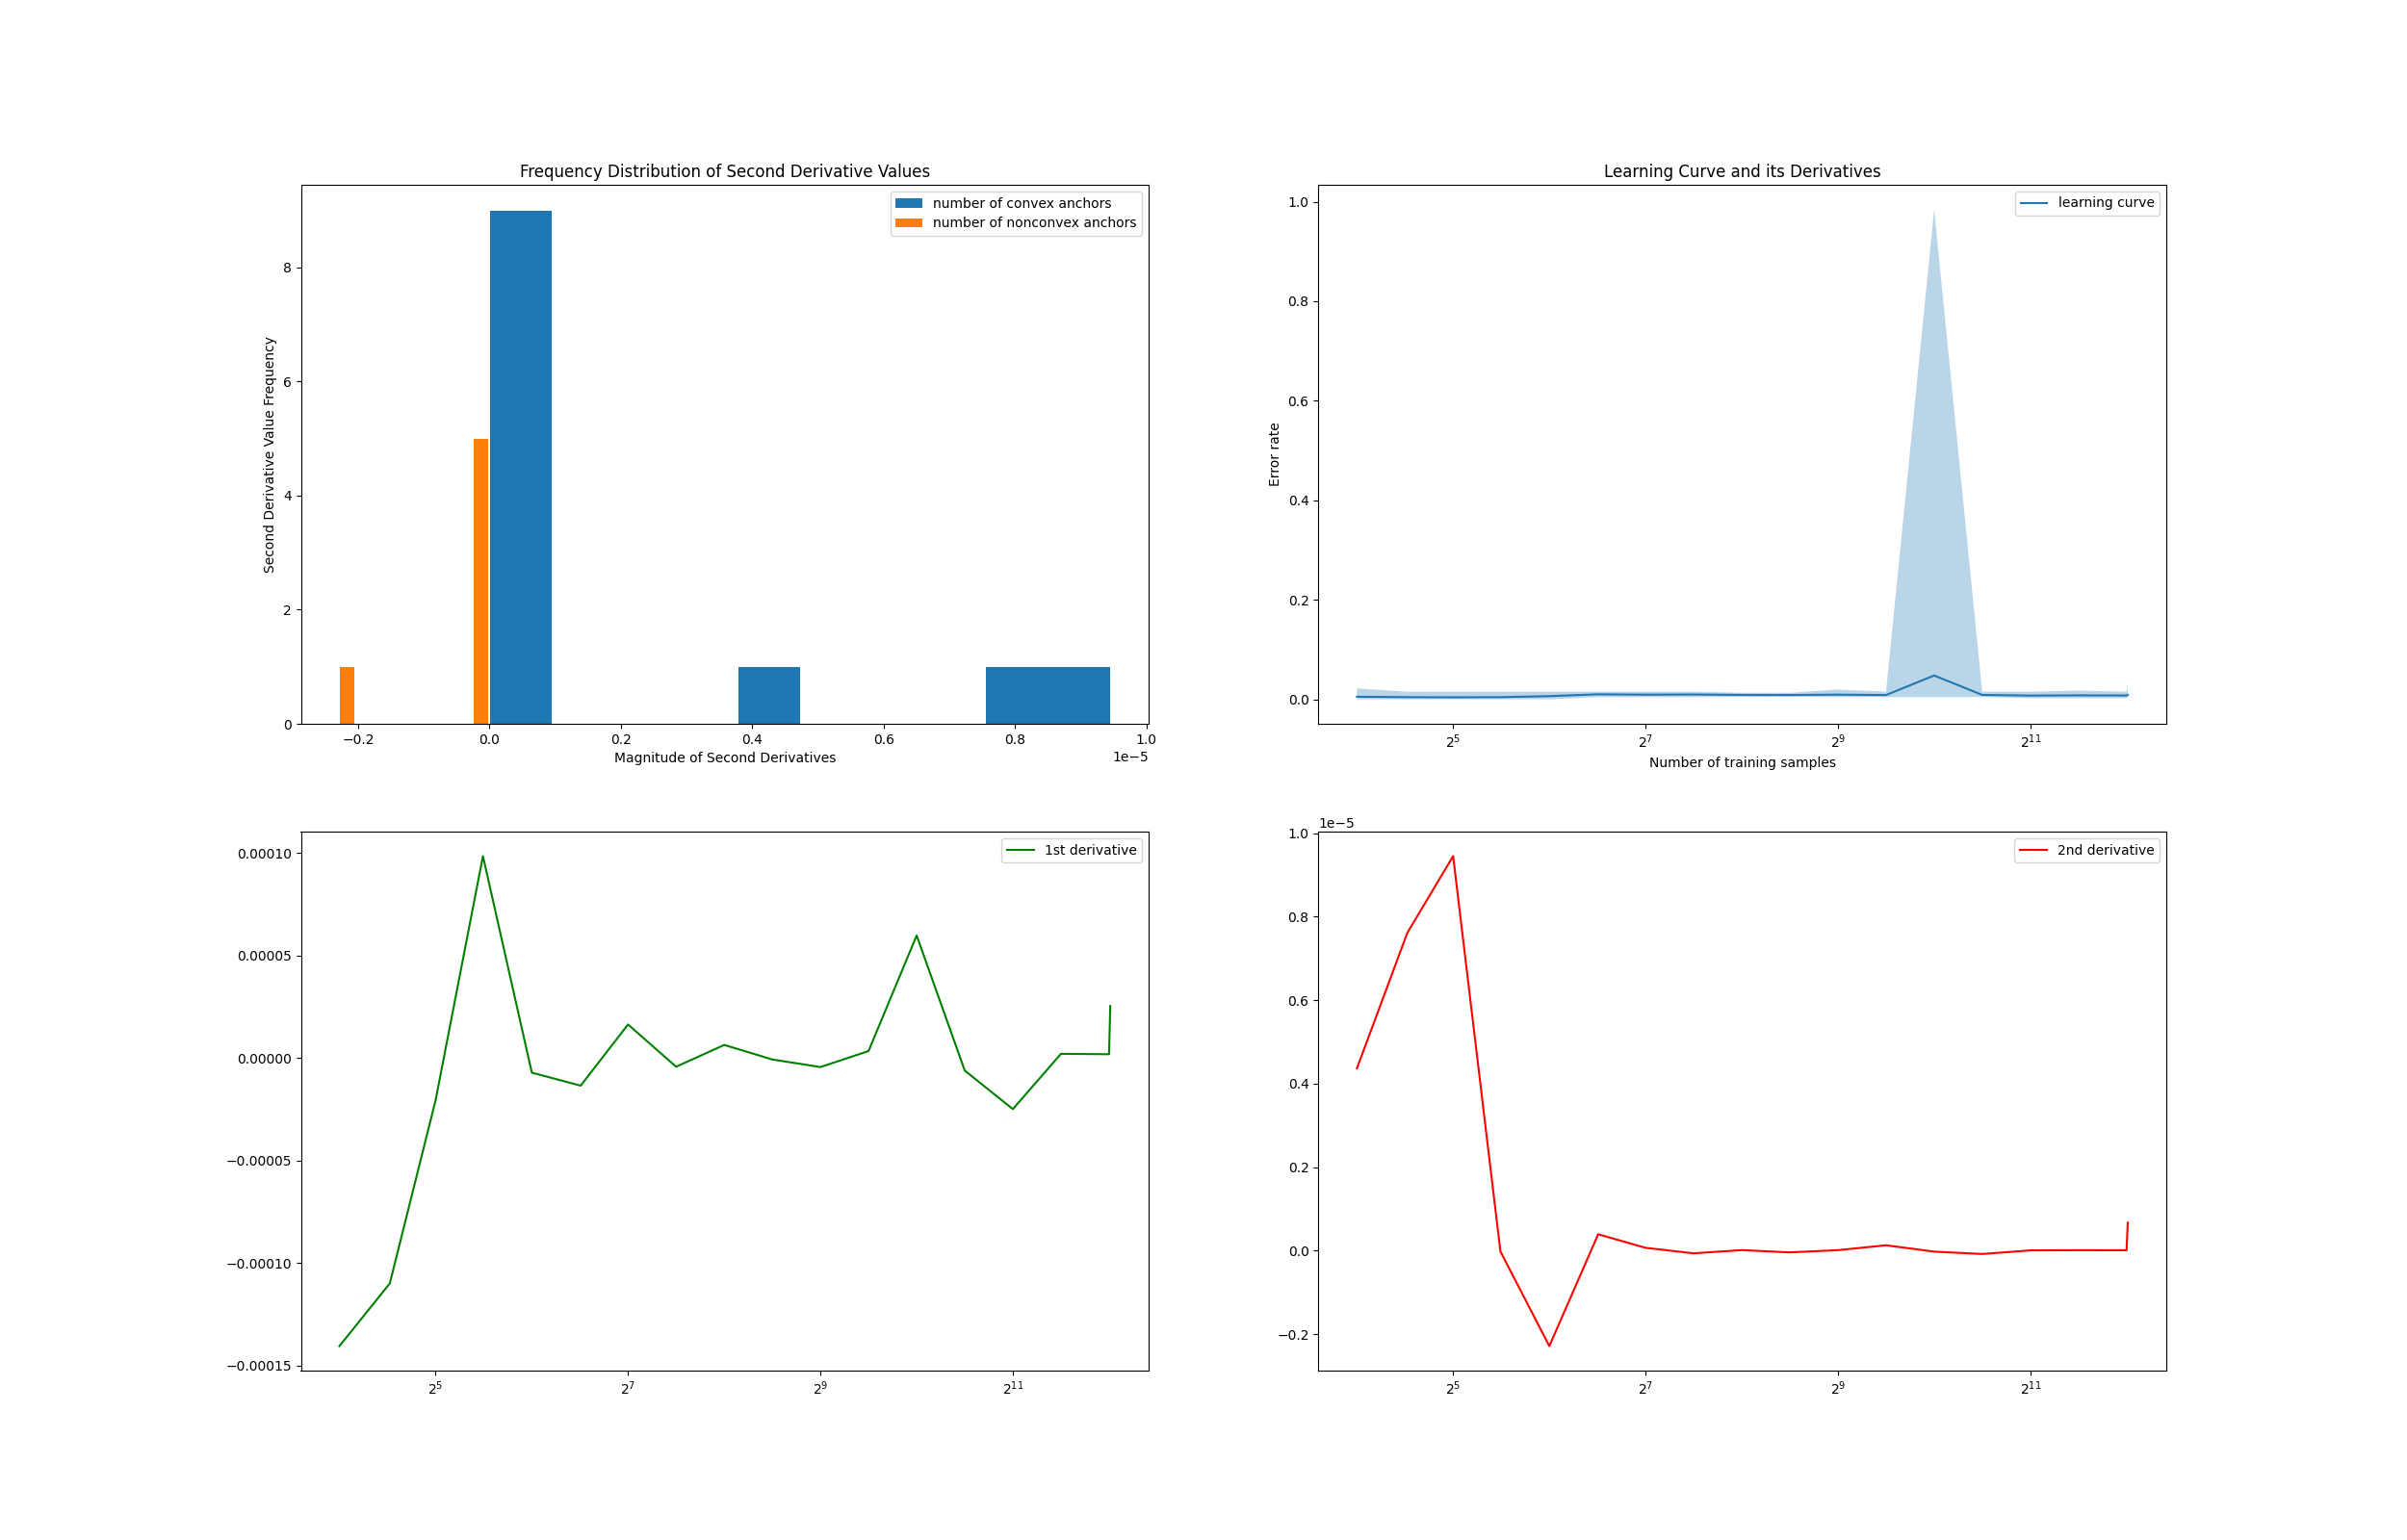 Frequency Distribution of Second Derivative Values
number of convex anchors
number of nonconvex anchors
8
6
4
2
0
Second Derivative Value Frequency
−0.2 0.0 0.2 0.4 0.6 0.8 1.0
1e−5
Magnitude of Second Derivatives
Learning Curve and its Derivatives
learning curve
1.0
0.8
0.6
0.4
0.2
0.0
Error rate
2^5 2^7 2^9 2^11
Number of training samples
1st derivative
0.00010
0.00005
0.00000
−0.00005
−0.00010
−0.00015
2^5 2^7 2^9 2^11
1e−5
2nd derivative
1.0
0.8
0.6
0.4
0.2
0.0
−0.2
2^5 2^7 2^9 2^11